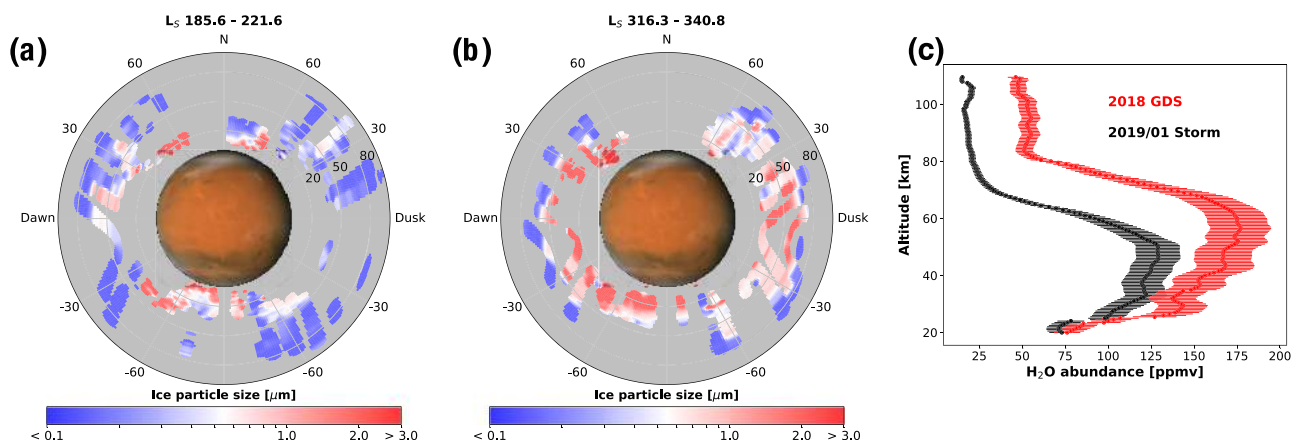 (a)
L_S 185.6 - 221.6
N
60
60
30
30
80
50
20
Dawn
Dusk
-30
-30
-60
-60
Ice particle size [μm]
< 0.1
1.0
2.0
> 3.0
(b)
L_S 316.3 - 340.8
N
60
60
30
30
80
50
20
Dawn
Dusk
-30
-30
-60
-60
Ice particle size [μm]
< 0.1
1.0
2.0
> 3.0
(c)
2018 GDS
2019/01 Storm
Altitude [km]
100
80
60
40
20
25
50
75
100
125
150
175
200
H₂O abundance [ppmv]